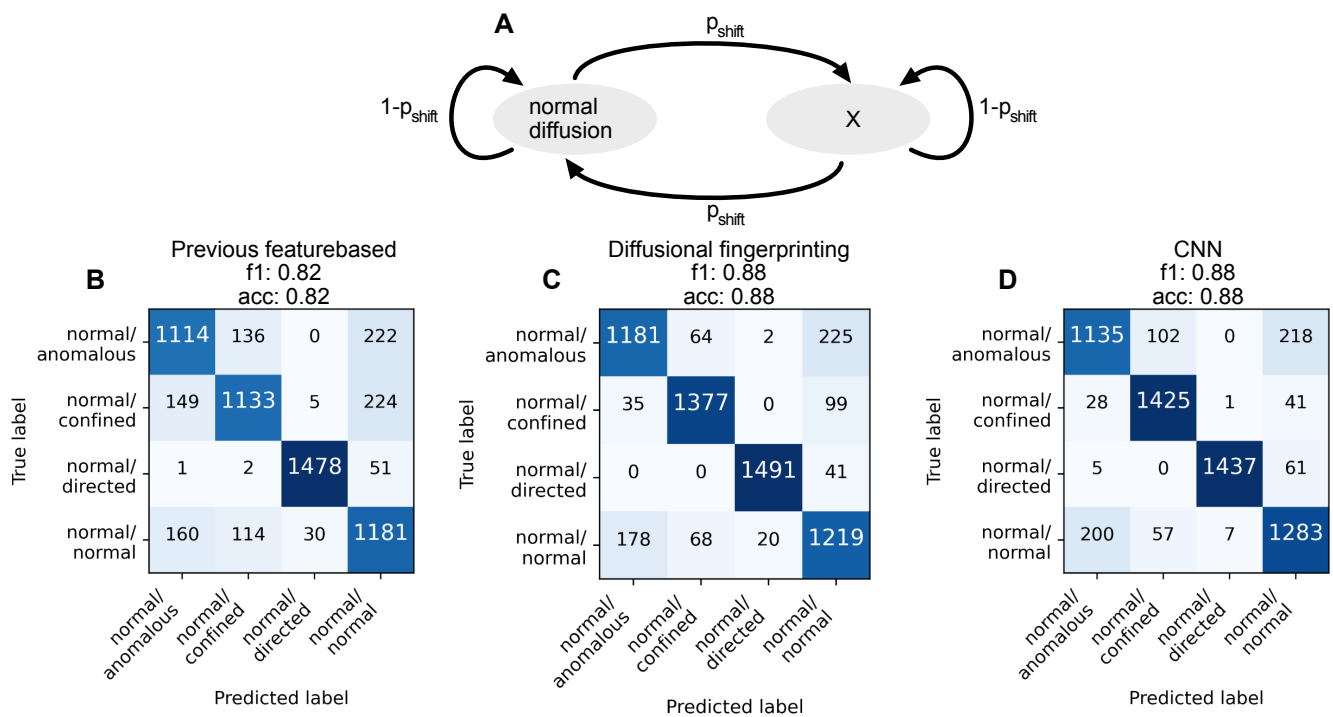 A
p_shift
1-p_shift
normal
diffusion
X
1-p_shift
p_shift
B
Previous featurebased
f1: 0.82
acc: 0.82
True label
normal/
anomalous
1114 136 0 222
normal/
confined
149 1133 5 224
normal/
directed
1 2 1478 51
normal/
normal
160 114 30 1181
normal/
anomalous
normal/
confined
normal/
directed
normal/
normal
Predicted label
C
Diffusional fingerprinting
f1: 0.88
acc: 0.88
True label
normal/
anomalous
1181 64 2 225
normal/
confined
35 1377 0 99
normal/
directed
0 0 1491 41
normal/
normal
178 68 20 1219
normal/
anomalous
normal/
confined
normal/
directed
normal/
normal
Predicted label
D
CNN
f1: 0.88
acc: 0.88
True label
normal/
anomalous
1135 102 0 218
normal/
confined
28 1425 1 41
normal/
directed
5 0 1437 61
normal/
normal
200 57 7 1283
normal/
anomalous
normal/
confined
normal/
directed
normal/
normal
Predicted label